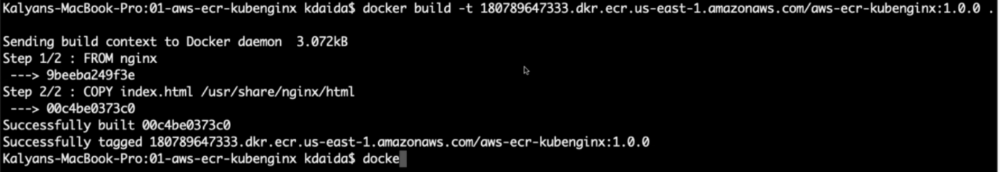 Kalyans-MacBook-Pro:01-aws-ecr-kubenginx kdaida$ docker build -t 180789647333.dkr.ecr.us-east-1.amazonaws.com/aws-ecr-kubenginx:1.0.0 .
Sending build context to Docker daemon  3.072kB
Step 1/2 : FROM nginx
 ---> 9beeba249f3e
Step 2/2 : COPY index.html /usr/share/nginx/html
 ---> 00c4be0373c0
Successfully built 00c4be0373c0
Successfully tagged 180789647333.dkr.ecr.us-east-1.amazonaws.com/aws-ecr-kubenginx:1.0.0
Kalyans-MacBook-Pro:01-aws-ecr-kubenginx kdaida$ docke